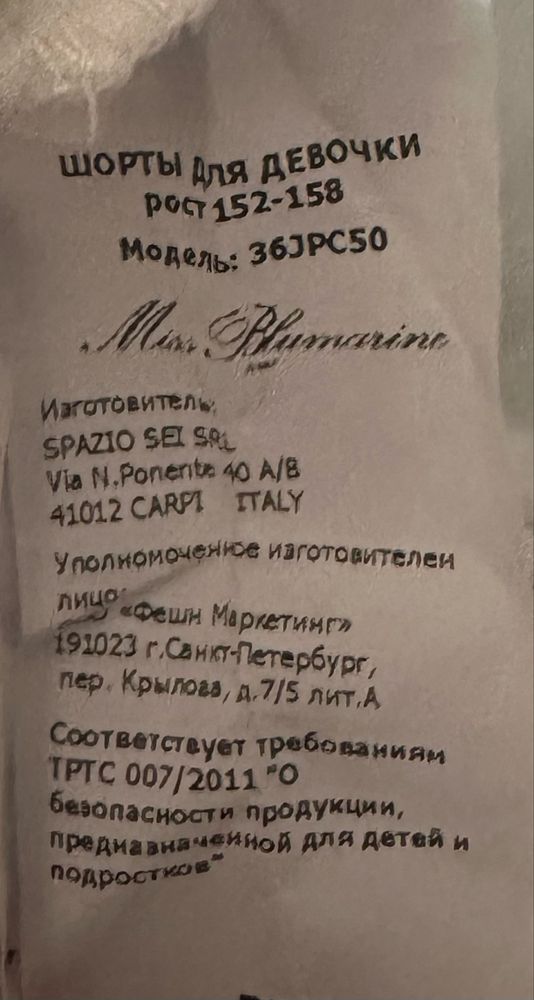 ШОРТЫ ДЛЯ ДЕВОЧКИ
рост 152-158
Модель: 36JPC50
Miss Blumarine
Изготовитель:
SPAZIO SEI SRL
Via N.Ponente 40 A/B
41012 CARPI ITALY
Уполномоченное изготовителем
лицо:
«Фешн Маркетинг»
191023 г.Санкт-Петербург,
пер. Крылова, д.7/5 лит.А
Соответствует требованиям
ТРТС 007/2011 "О
безопасности продукции,
предназначенной для детей и
подростков"